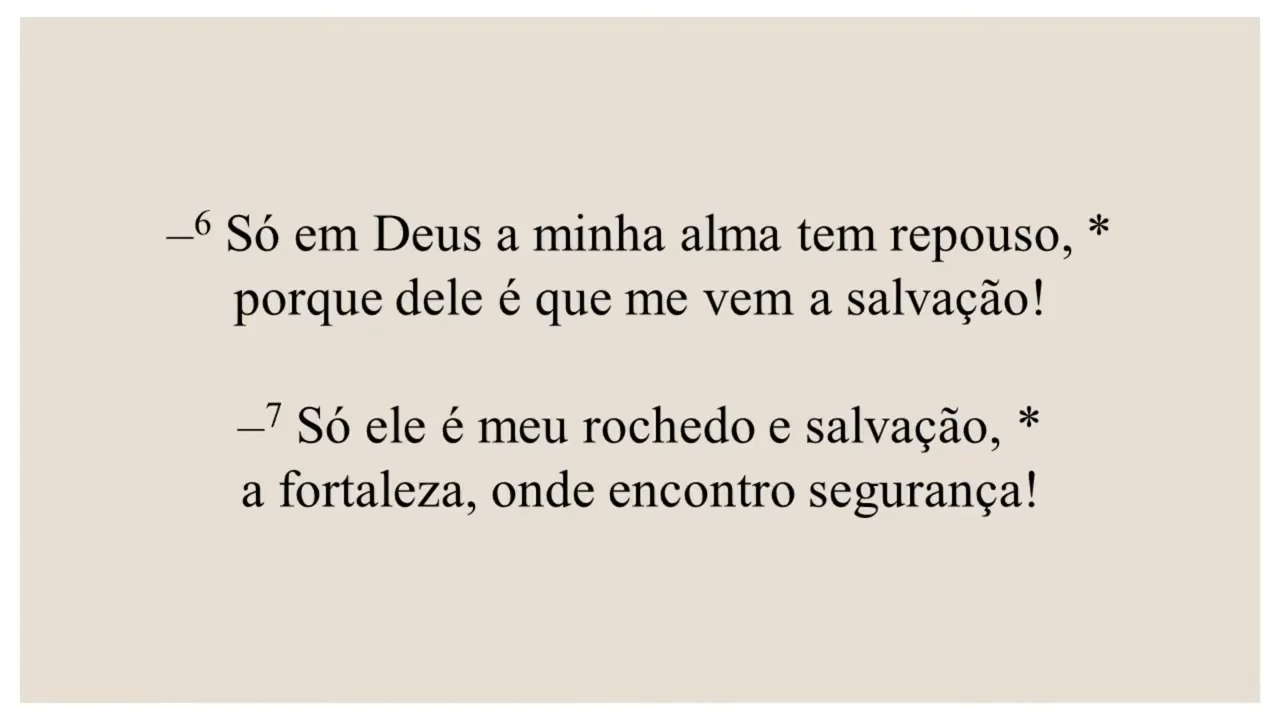 –⁶ Só em Deus a minha alma tem repouso, *
porque dele é que me vem a salvação!
–⁷ Só ele é meu rochedo e salvação, *
a fortaleza, onde encontro segurança!